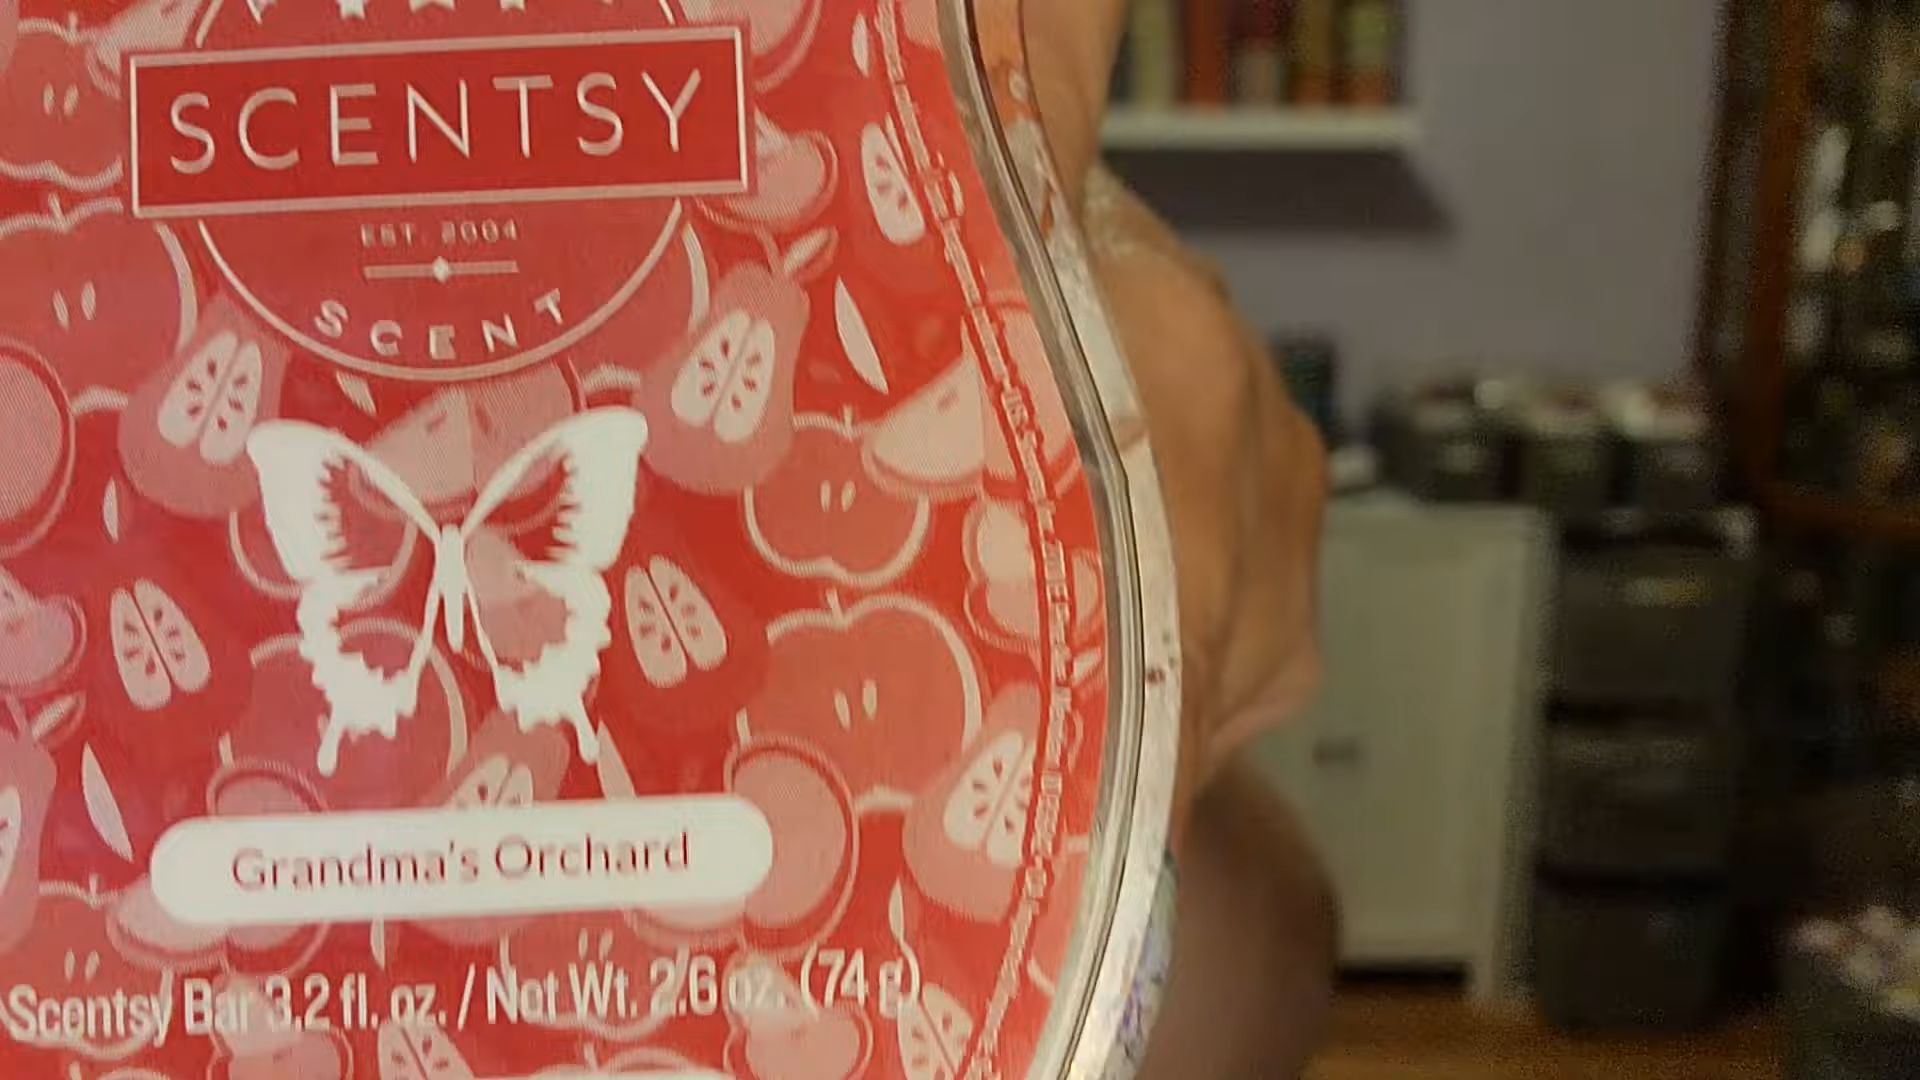 SCENTSY
EST. 2004
SCENT
Grandma's Orchard
Scentsy Bar 3.2 fl. oz. / Net Wt. 2.6 oz. (74 g)